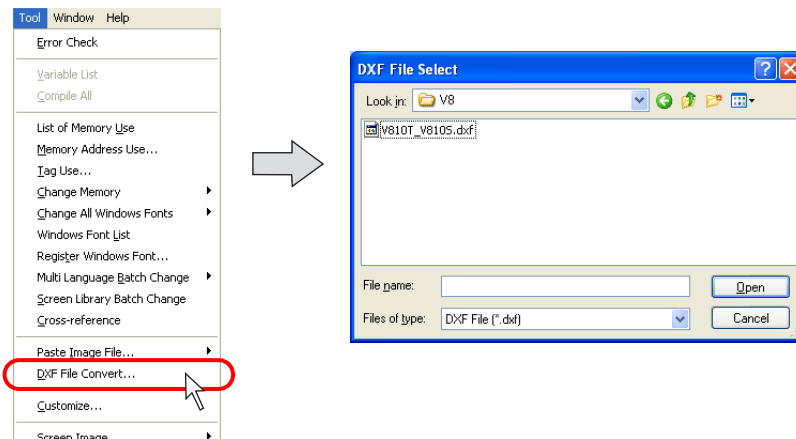 Tool Window Help
Error Check
Variable List
Compile All
List of Memory Use
Memory Address Use...
Tag Use...
Change Memory
Change All Windows Fonts
Windows Font List
Register Windows Font...
Multi Language Batch Change
Screen Library Batch Change
Cross-reference
Paste Image File...
DXF File Convert...
Customize...
Screen Image
DXF File Select
Look in: V8
V810T_V810S.dxf
File name: Open
Files of type: DXF File (*.dxf) Cancel